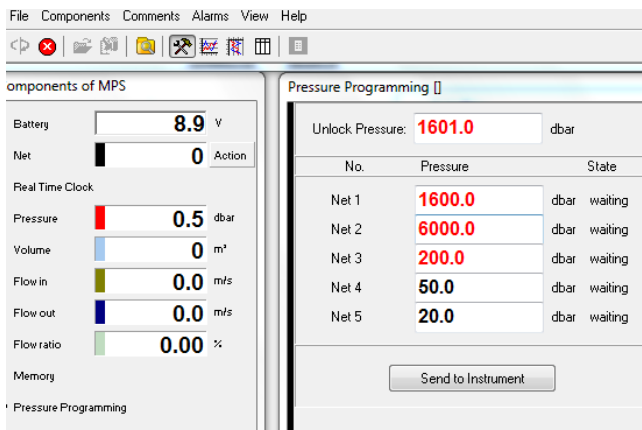 File Components Comments Alarms View Help
omponents of MPS
Battery 8.9 V
Net 0 Action
Real Time Clock
Pressure 0.5 dbar
Volume 0 m³
Flow in 0.0 m/s
Flow out 0.0 m/s
Flow ratio 0.00 %
Memory
Pressure Programming
Pressure Programming []
Unlock Pressure: 1601.0 dbar
No. Pressure State
Net 1 1600.0 dbar waiting
Net 2 6000.0 dbar waiting
Net 3 200.0 dbar waiting
Net 4 50.0 dbar waiting
Net 5 20.0 dbar waiting
Send to Instrument